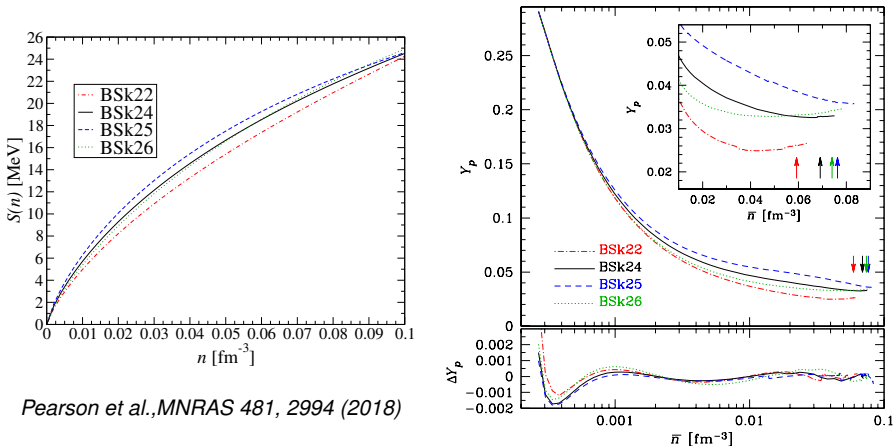 26
24
22
20
18
16
14
12
10
8
6
4
2
0
S(n) [MeV]
BSk22
BSk24
BSk25
BSk26
0 0.01 0.02 0.03 0.04 0.05 0.06 0.07 0.08 0.09 0.1
n [fm⁻³]
Pearson et al.,MNRAS 481, 2994 (2018)
0.25
0.2
0.15
0.1
0.05
0
Yₚ
0.05
0.04
0.03
0.02
Yₚ
0.02 0.04 0.06 0.08
n̅ [fm⁻³]
BSk22
BSk24
BSk25
BSk26
0.002
0.001
0
−0.001
−0.002
ΔYₚ
0.001 0.01 0.1
n̅ [fm⁻³]